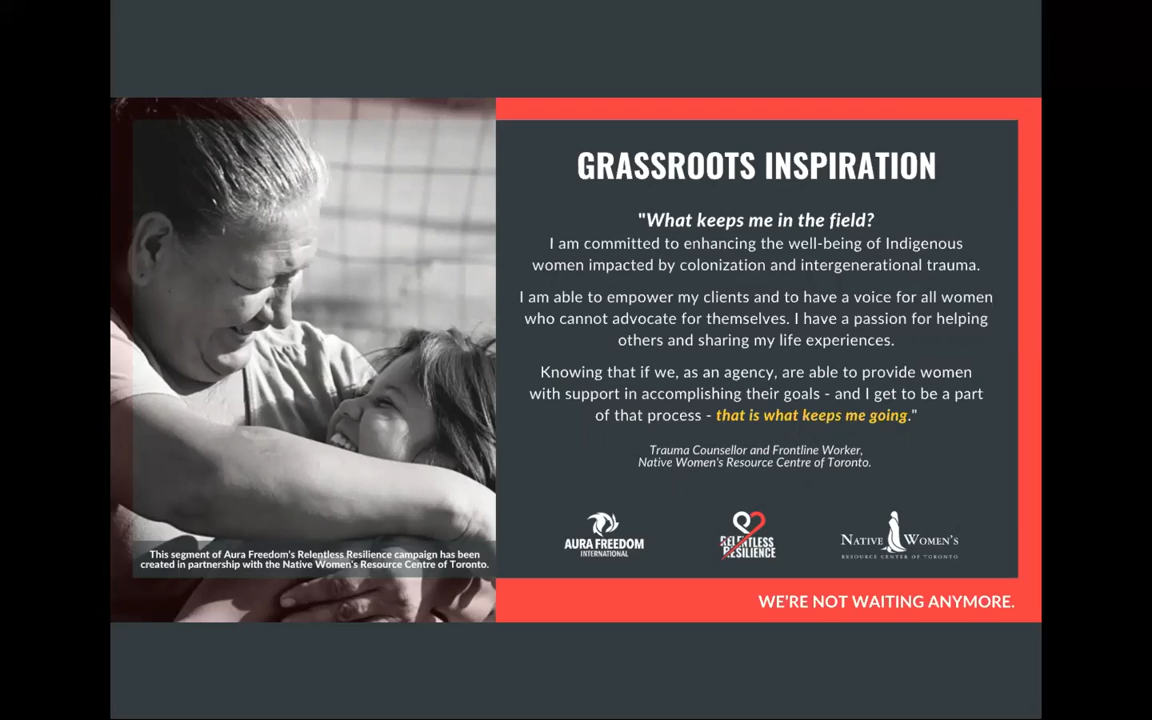 GRASSROOTS INSPIRATION
"What keeps me in the field?
I am committed to enhancing the well-being of Indigenous
women impacted by colonization and intergenerational trauma.
I am able to empower my clients and to have a voice for all women
who cannot advocate for themselves. I have a passion for helping
others and sharing my life experiences.
Knowing that if we, as an agency, are able to provide women
with support in accomplishing their goals - and I get to be a part
of that process - that is what keeps me going."
Trauma Counsellor and Frontline Worker,
Native Women's Resource Centre of Toronto.
This segment of Aura Freedom's Relentless Resilience campaign has been
created in partnership with the Native Women's Resource Centre of Toronto.
AURA FREEDOM
INTERNATIONAL
RELENTLESS
RESILIENCE
NATIVE WOMEN'S
RESOURCE CENTER OF TORONTO
WE'RE NOT WAITING ANYMORE.